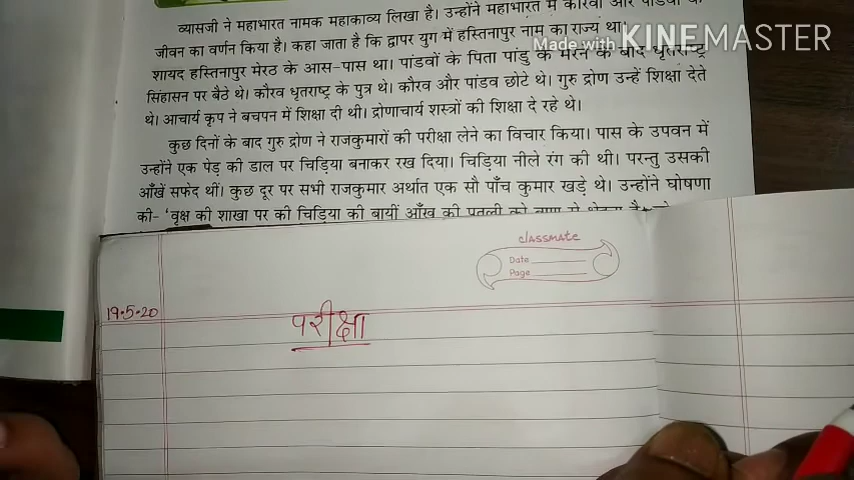 व्यासजी ने महाभारत नामक महाकाव्य लिखा है। उन्होंने महाभारत में कौरवों और पांडवों के
जीवन का वर्णन किया है। कहा जाता है कि द्वापर युग में हस्तिनापुर नाम का राज्य था।
Made with KINEMASTER
शायद हस्तिनापुर मेरठ के आस-पास था। पांडवों के पिता पांडु के मरने के बाद धृतराष्ट्र
सिंहासन पर बैठे थे। कौरव धृतराष्ट्र के पुत्र थे। कौरव और पांडव छोटे थे। गुरु द्रोण उन्हें शिक्षा देते
थे। आचार्य कृप ने बचपन में शिक्षा दी थी। द्रोणाचार्य शस्त्रों की शिक्षा दे रहे थे।
कुछ दिनों के बाद गुरु द्रोण ने राजकुमारों की परीक्षा लेने का विचार किया। पास के उपवन में
उन्होंने एक पेड़ की डाल पर चिड़िया बनाकर रख दिया। चिड़िया नीले रंग की थी। परन्तु उसकी
आँखें सफेद थीं। कुछ दूर पर सभी राजकुमार अर्थात एक सौ पाँच कुमार खड़े थे। उन्होंने घोषणा
की- 'वृक्ष की शाखा पर की चिड़िया की बायीं आँख की पुतली को बाण से
classmate
Date
Page
19-5-20
परीक्षा